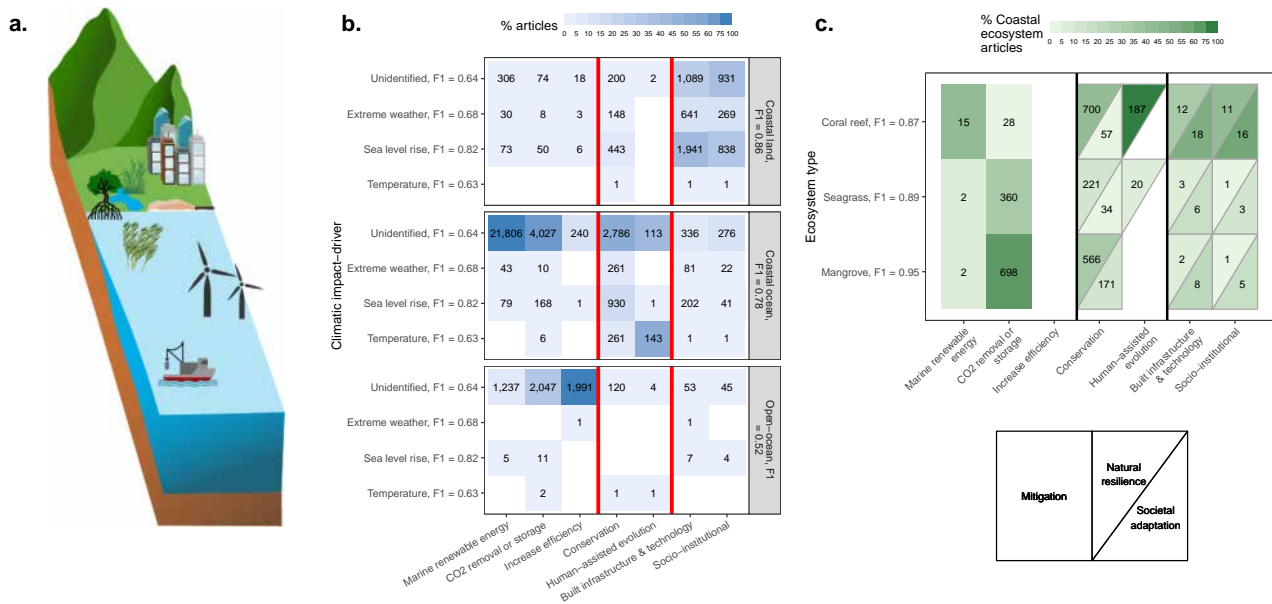 a.
b.
% articles
0 5 10 15 20 25 30 35 40 45 55 60 65 75 100
Climatic impact–driver
Unidentified, F1 = 0.64 306 74 18 200 2 1,089 931
Extreme weather, F1 = 0.68 30 8 3 148 641 269
Sea level rise, F1 = 0.82 73 50 6 443 1,941 838
Temperature, F1 = 0.63 1 1 1
Coastal land,
F1 = 0.86
Unidentified, F1 = 0.64 21,806 4,027 240 2,786 113 336 276
Extreme weather, F1 = 0.68 43 10 261 81 22
Sea level rise, F1 = 0.82 79 168 1 930 1 202 41
Temperature, F1 = 0.63 6 261 143 1 1
Coastal ocean,
F1 = 0.78
Unidentified, F1 = 0.64 1,237 2,047 1,991 120 4 53 45
Extreme weather, F1 = 0.68 1 1
Sea level rise, F1 = 0.82 5 11 7 4
Temperature, F1 = 0.63 2 1 1
Open–ocean, F1
= 0.52
Marine renewable energy
CO2 removal or storage
Increase efficiency
Conservation
Human–assisted evolution
Built infrastructure & technology
Socio–institutional
c.
% Coastal
ecosystem
articles
0 5 10 15 20 25 30 35 40 45 55 60 65 75 100
Ecosystem type
Coral reef, F1 = 0.87 15 28 700 57 187 12 18 11 16
Seagrass, F1 = 0.89 2 360 221 34 20 3 6 1 3
Mangrove, F1 = 0.95 2 698 566 171 2 8 1 5
Marine renewable
energy
CO2 removal or
storage
Increase efficiency
Conservation
Human–assisted
evolution
Built infrastructure
& technology
Socio–institutional
Mitigation
Natural
resilience
Societal
adaptation